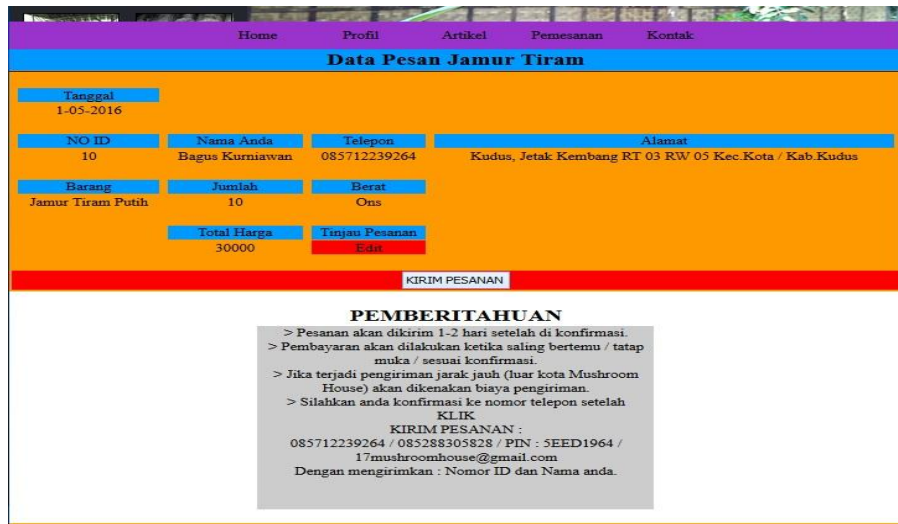 Home Profil Artikel Pemesanan Kontak
Data Pesan Jamur Tiram
Tanggal
1-05-2016
NO ID Nama Anda Telepon Alamat
10 Bagus Kurniawan 085712239264 Kudus, Jetak Kembang RT 03 RW 05 Kec.Kota / Kab.Kudus
Barang Jumlah Berat
Jamur Tiram Putih 10 Ons
Total Harga Tinjau Pesanan
30000 Edit
KIRIM PESANAN
PEMBERITAHUAN
> Pesanan akan dikirim 1-2 hari setelah di konfirmasi.
> Pembayaran akan dilakukan ketika saling bertemu / tatap
muka / sesuai konfirmasi.
> Jika terjadi pengiriman jarak jauh (luar kota Mushroom
House) akan dikenakan biaya pengiriman.
> Silahkan anda konfirmasi ke nomor telepon setelah
KLIK
KIRIM PESANAN :
085712239264 / 085288305828 / PIN : 5EED1964 /
17mushroomhouse@gmail.com
Dengan mengirimkan : Nomor ID dan Nama anda.